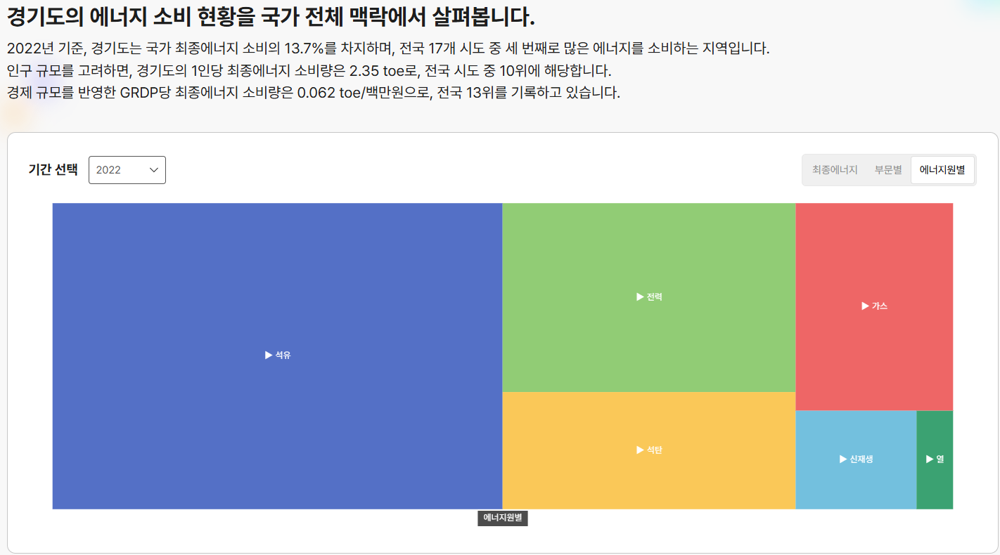 경기도의 에너지 소비 현황을 국가 전체 맥락에서 살펴봅니다.
2022년 기준, 경기도는 국가 최종에너지 소비의 13.7%를 차지하며, 전국 17개 시도 중 세 번째로 많은 에너지를 소비하는 지역입니다.
인구 규모를 고려하면, 경기도의 1인당 최종에너지 소비량은 2.35 toe로, 전국 시도 중 10위에 해당합니다.
경제 규모를 반영한 GRDP당 최종에너지 소비량은 0.062 toe/백만원으로, 전국 13위를 기록하고 있습니다.
기간 선택 2022
최종에너지 부문별 에너지원별
▶ 석유
▶ 전력
▶ 가스
▶ 석탄
▶ 신재생
▶ 열
에너지원별